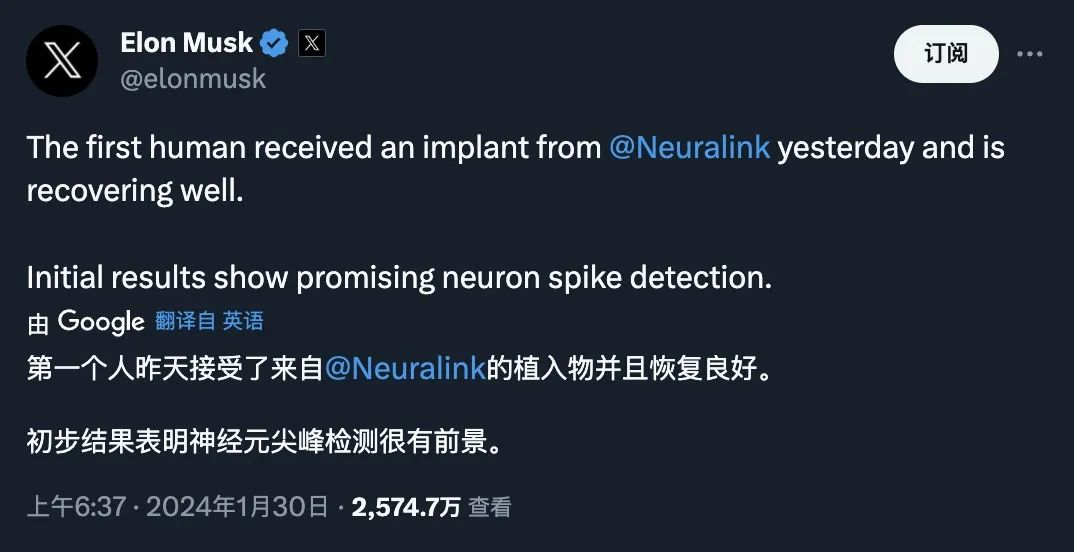 Elon Musk
@elonmusk
订阅
The first human received an implant from @Neuralink yesterday and is
recovering well.
Initial results show promising neuron spike detection.
由 Google 翻译自 英语
第一个人昨天接受了来自@Neuralink的植入物并且恢复良好。
初步结果表明神经元尖峰检测很有前景。
上午6:37 · 2024年1月30日 · 2,574.7万 查看